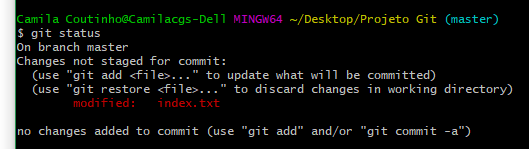 Camila Coutinho@Camilacgs-Dell MINGW64 ~/Desktop/Projeto Git (master)
$ git status
On branch master
Changes not staged for commit:
  (use "git add <file>..." to update what will be committed)
  (use "git restore <file>..." to discard changes in working directory)
        modified:   index.txt

no changes added to commit (use "git add" and/or "git commit -a")